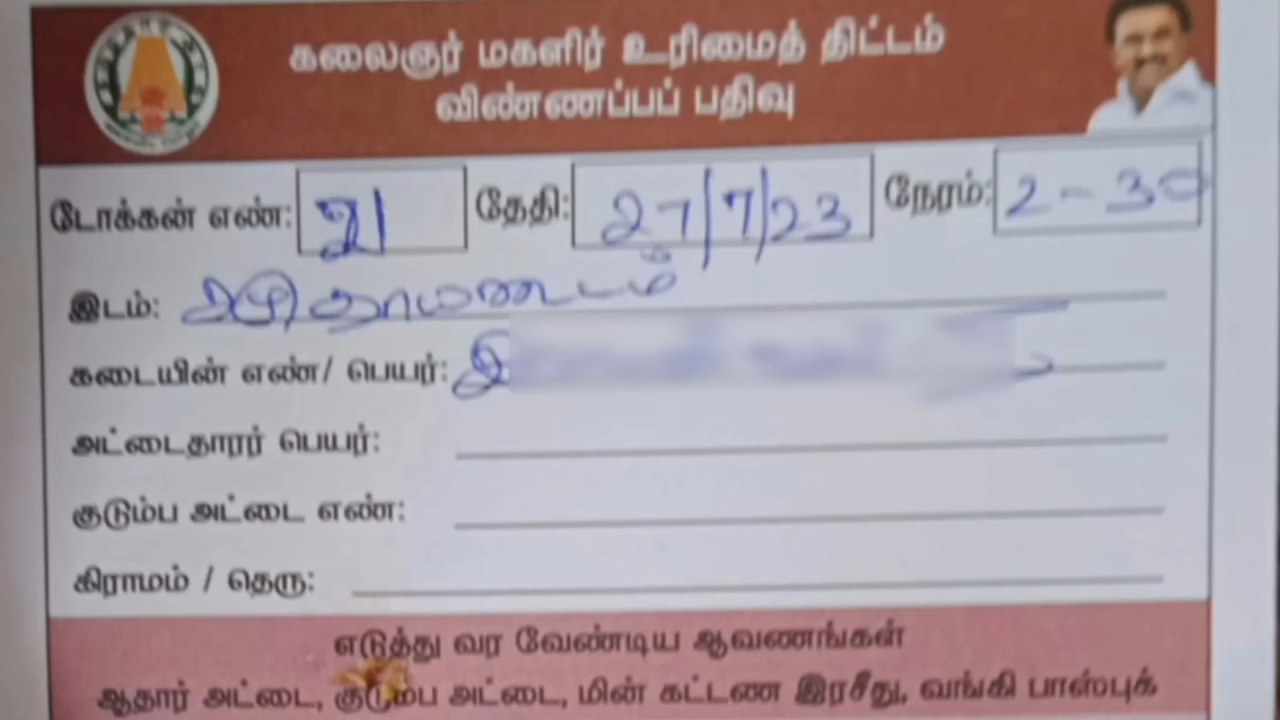 கலைஞர் மகளிர் உரிமைத் திட்டம்
விண்ணப்பப் பதிவு
டோக்கன் எண்: தேதி: 27/7/23 நேரம்: 2-30
இடம்:
கடையின் எண்/ பெயர்:
அட்டைதாரர் பெயர்:
குடும்ப அட்டை எண்:
கிராமம் / தெரு:
எடுத்து வர வேண்டிய ஆவணங்கள்
ஆதார் அட்டை, குடும்ப அட்டை, மின் கட்டண இரசீது, வங்கி பாஸ்புக்